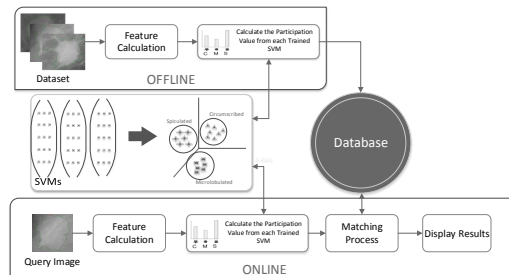 Feature
Calculation
Calculate the Participation
Value from each Trained
SVM
C M S
Dataset
OFFLINE
Spiculated
Circumscribed
Microlobulated
SVMs
Database
Feature
Calculation
Calculate the Participation
Value from each Trained
SVM
C M S
Matching
Process
Display Results
Query Image
ONLINE